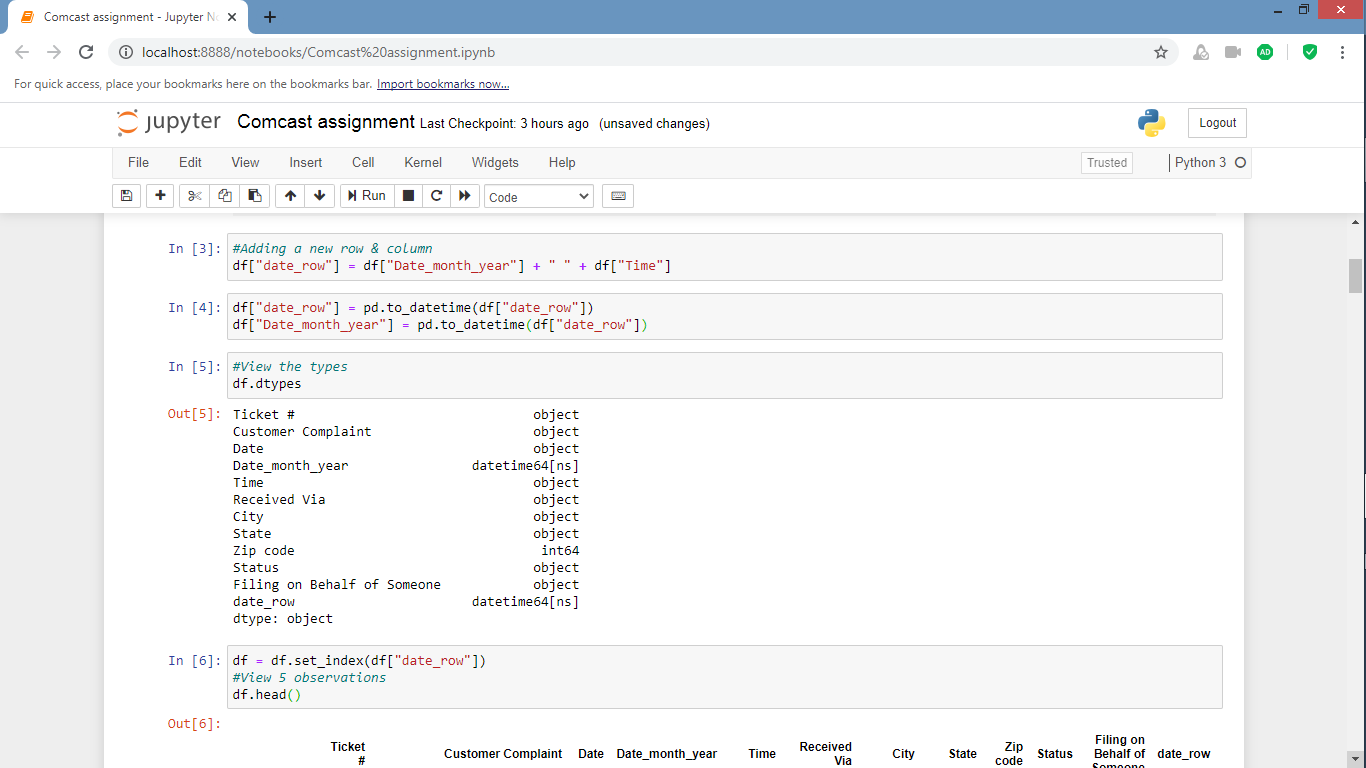 Comcast assignment - Jupyter N
localhost:8888/notebooks/Comcast%20assignment.ipynb
AD
For quick access, place your bookmarks here on the bookmarks bar. Import bookmarks now...
jupyter Comcast assignment Last Checkpoint: 3 hours ago (unsaved changes)
Logout
File Edit View Insert Cell Kernel Widgets Help
Trusted
Python 3
Run
Code
In [3]: #Adding a new row & column
df["date_row"] = df["Date_month_year"] + " " + df["Time"]
In [4]: df["date_row"] = pd.to_datetime(df["date_row"])
df["Date_month_year"] = pd.to_datetime(df["date_row"])
In [5]: #View the types
df.dtypes
Out[5]: Ticket # object
Customer Complaint object
Date object
Date_month_year datetime64[ns]
Time object
Received Via object
City object
State object
Zip code int64
Status object
Filing on Behalf of Someone object
date_row datetime64[ns]
dtype: object
In [6]: df = df.set_index(df["date_row"])
#View 5 observations
df.head()
Out[6]:
Ticket # Customer Complaint Date Date_month_year Time Received Via City State Zip code Status Filing on Behalf of Someone date_row